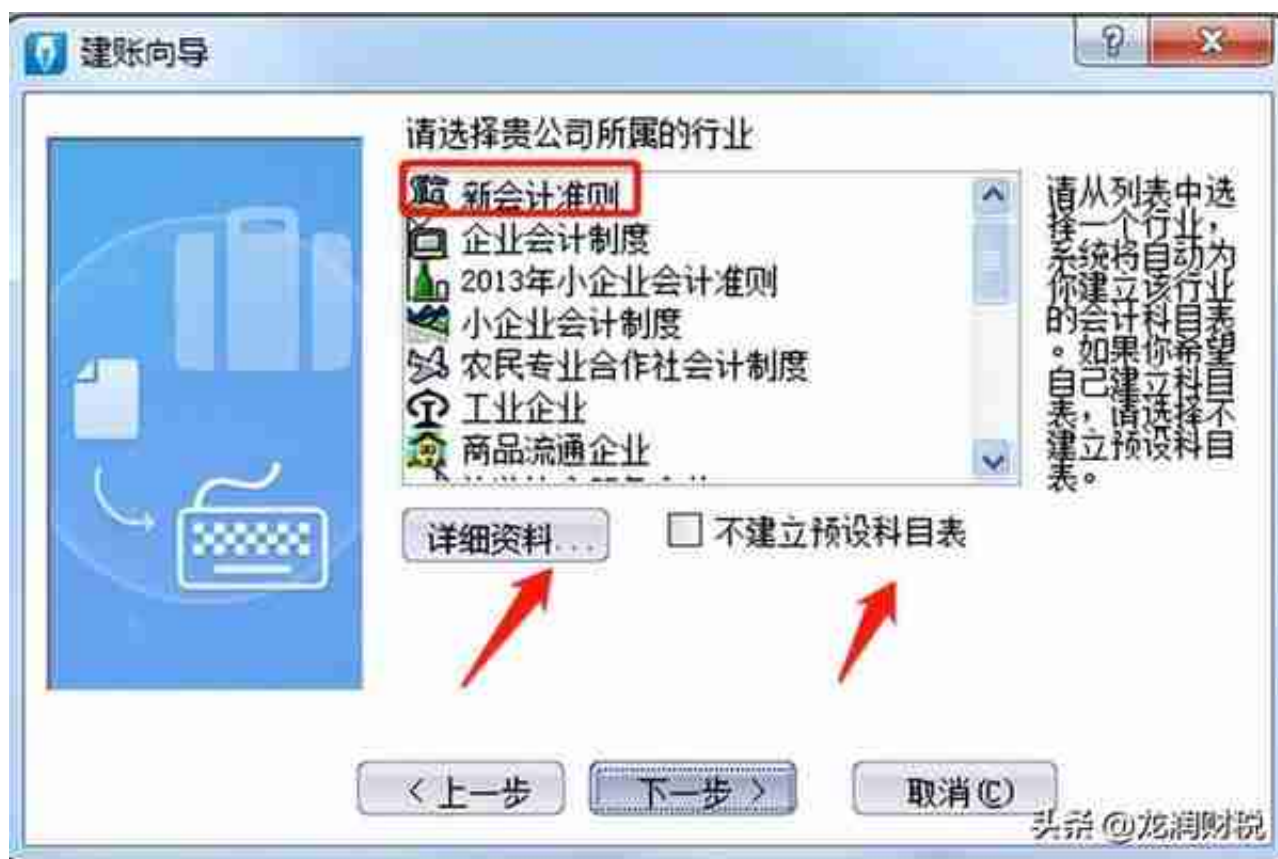 建账向导
请选择贵公司所属的行业
新会计准则
企业会计制度
2013年小企业会计准则
小企业会计制度
农民专业合作社会计制度
工业企业
商品流通企业
请从列表中选
择一个行业，
系统将自动为
你建立该行业
的会计科目表
。如果你希望
自己建立科目
表，请选择不
建立预设科目
表。
详细资料...
不建立预设科目表
<上一步
下一步>
取消(C)
头条 @龙润财税